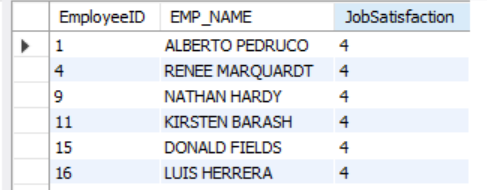 EmployeeID EMP_NAME JobSatisfaction
1 ALBERTO PEDRUCO 4
4 RENEE MARQUARDT 4
9 NATHAN HARDY 4
11 KIRSTEN BARASH 4
15 DONALD FIELDS 4
16 LUIS HERRERA 4